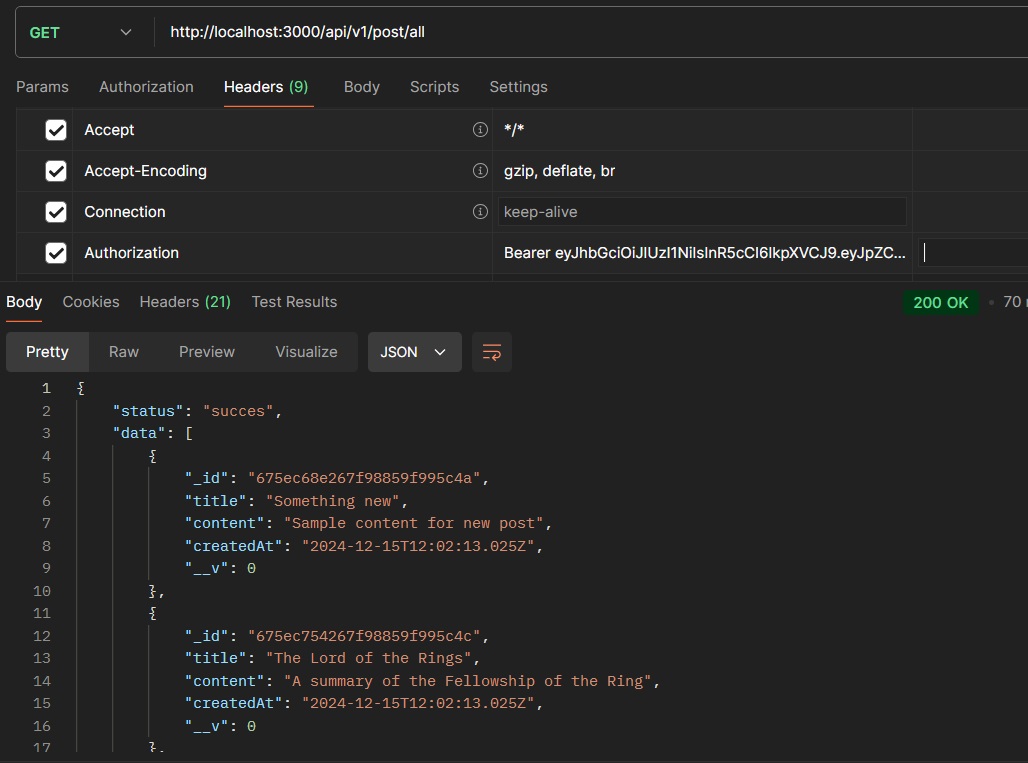 GET http://localhost:3000/api/v1/post/all
Params Authorization Headers (9) Body Scripts Settings
Accept */*
Accept-Encoding gzip, deflate, br
Connection keep-alive
Authorization Bearer eyJhbGciOiJIUzI1NiIsInR5cCI6IkpXVCJ9.eyJpZC...
Body Cookies Headers (21) Test Results 200 OK 70
Pretty Raw Preview Visualize JSON
1 {
2 "status": "succes",
3 "data": [
4 {
5 "_id": "675ec68e267f98859f995c4a",
6 "title": "Something new",
7 "content": "Sample content for new post",
8 "createdAt": "2024-12-15T12:02:13.025Z",
9 "__v": 0
10 },
11 {
12 "_id": "675ec754267f98859f995c4c",
13 "title": "The Lord of the Rings",
14 "content": "A summary of the Fellowship of the Ring",
15 "createdAt": "2024-12-15T12:02:13.025Z",
16 "__v": 0
17 },